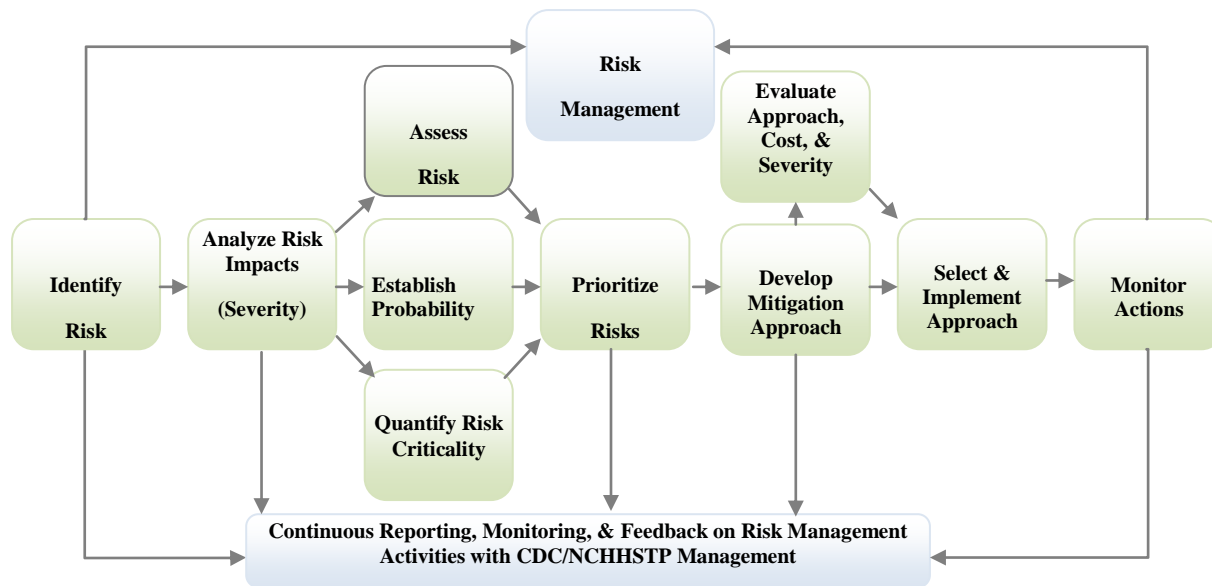 Risk
Management
Assess
Risk
Evaluate
Approach,
Cost, &
Severity
Identify
Risk
Analyze Risk
Impacts
(Severity)
Establish
Probability
Prioritize
Risks
Develop
Mitigation
Approach
Select &
Implement
Approach
Monitor
Actions
Quantify Risk
Criticality
Continuous Reporting, Monitoring, & Feedback on Risk Management
Activities with CDC/NCHHSTP Management